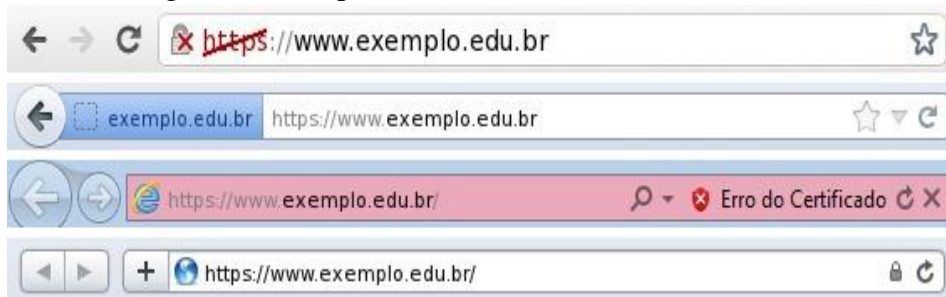 https://www.exemplo.edu.br
exemplo.edu.br https://www.exemplo.edu.br
https://www.exemplo.edu.br/ Erro do Certificado
https://www.exemplo.edu.br/